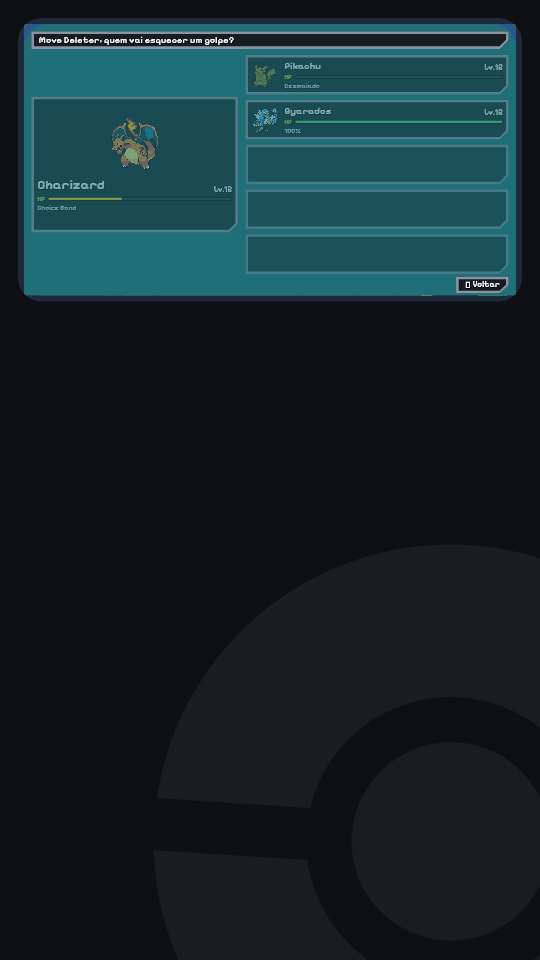 Move Deleter: quem vai esquecer um golpe?
Pikachu
Lv.18
HP
Desmaiado
Gyarados
Lv.18
HP
100%
Charizard
Lv.18
HP
Choice Band
Voltar